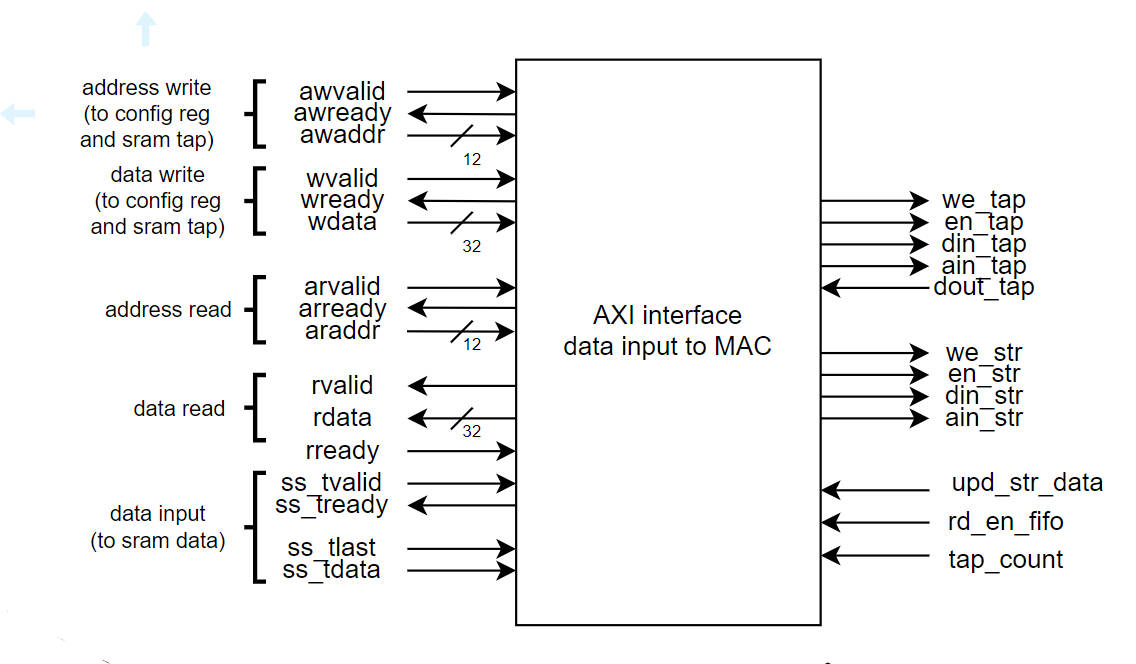 address write
(to config reg
and sram tap)
awvalid
awready
awaddr
12
data write
(to config reg
and sram tap)
wvalid
wready
wdata
32
address read
arvalid
arready
araddr
12
data read
rvalid
rdata
32
rready
data input
(to sram data)
ss_tvalid
ss_tready
ss_tlast
ss_tdata
AXI interface
data input to MAC
we_tap
en_tap
din_tap
ain_tap
dout_tap
we_str
en_str
din_str
ain_str
upd_str_data
rd_en_fifo
tap_count